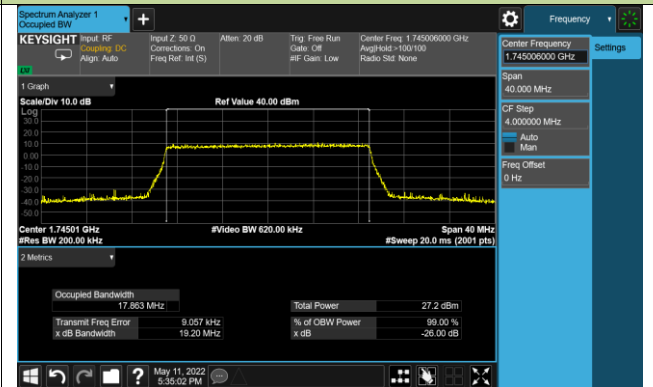 Spectrum Analyzer 1
Occupied BW
+
Frequency
KEYSIGHT
Input: RF
Coupling: DC
Align: Auto
Input Z: 50 Ω
Corrections: On
Freq Ref: Int (S)
Atten: 20 dB
Trig: Free Run
Gate: Off
#IF Gain: Low
Center Freq: 1.745006000 GHz
Avg|Hold:>100/100
Radio Std: None
Center Frequency
1.745006000 GHz
Settings
Span
40.000 MHz
CF Step
4.000000 MHz
Auto
Man
Freq Offset
0 Hz
1 Graph
Scale/Div 10.0 dB
Ref Value 40.00 dBm
Log
30.0
20.0
10.0
0.00
-10.0
-20.0
-30.0
-40.0
-50.0
Center 1.74501 GHz
#Video BW 620.00 kHz
Span 40 MHz
#Res BW 200.00 kHz
#Sweep 20.0 ms (2001 pts)
2 Metrics
Occupied Bandwidth
17.863 MHz
Total Power 27.2 dBm
Transmit Freq Error 9.057 kHz
% of OBW Power 99.00 %
x dB Bandwidth 19.20 MHz
x dB -26.00 dB
?
May 11, 2022
5:35:02 PM